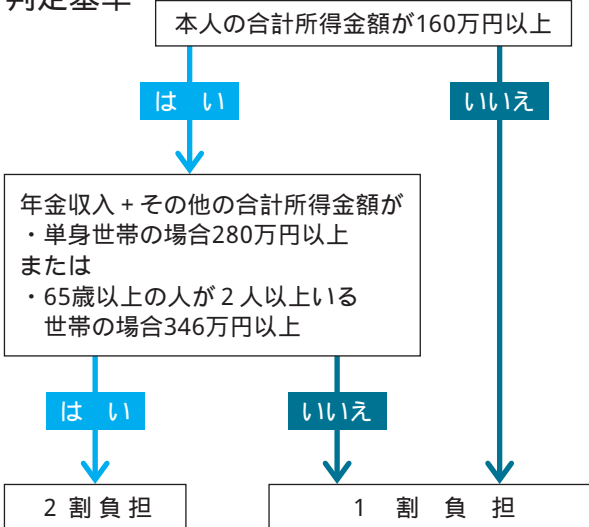 判定基準
本人の合計所得金額が160万円以上
はい
いいえ
年金収入+その他の合計所得金額が
・単身世帯の場合280万円以上
または
・65歳以上の人が2人以上いる
世帯の場合346万円以上
はい
いいえ
2割負担
1割負担